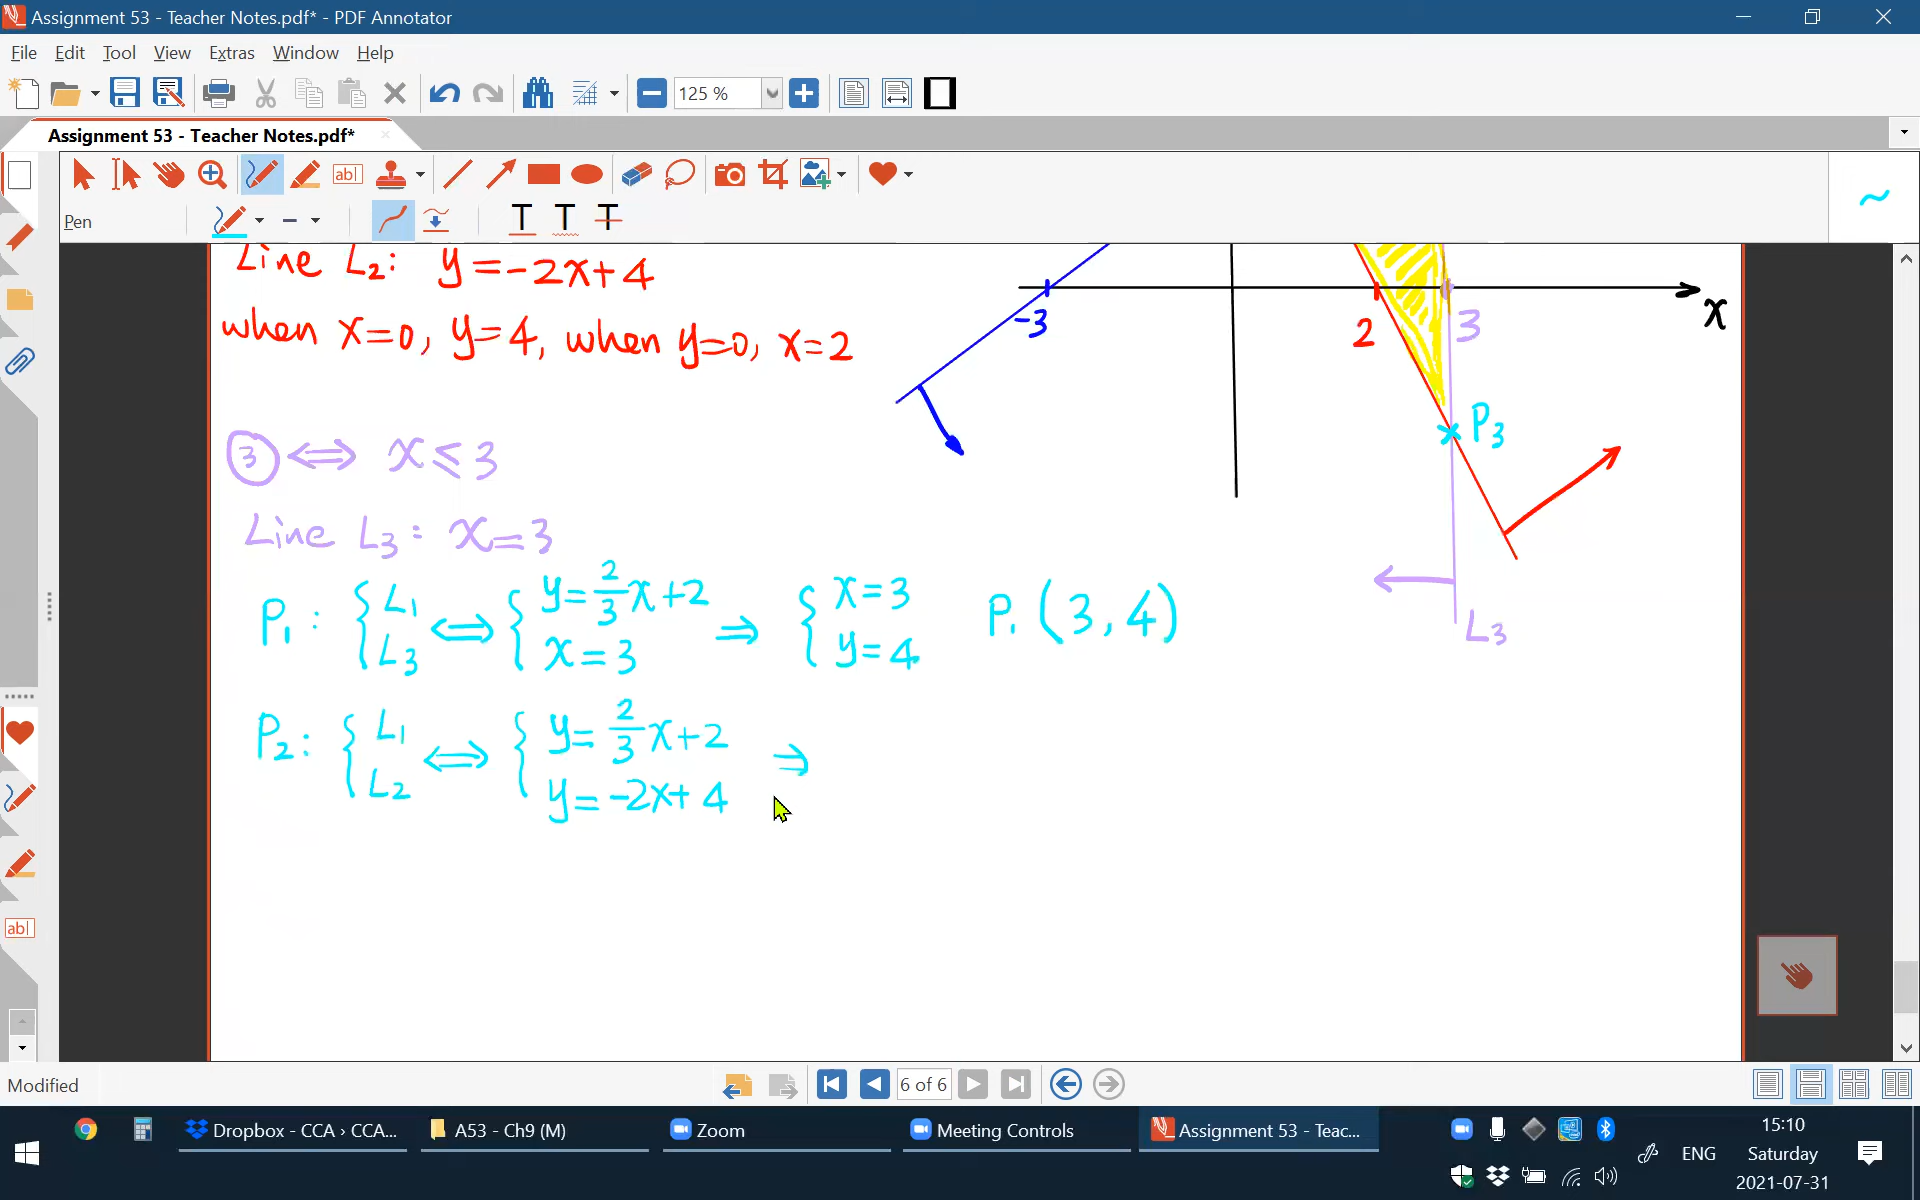 Assignment 53 - Teacher Notes.pdf* - PDF Annotator
File Edit Tool View Extras Window Help
125 %
Assignment 53 - Teacher Notes.pdf*
ab|
Pen
T T T
Line L₂: y=-2x+4
when x=0, y=4, when y=0, x=2
-3
2
3
x
P₃
③ ⟺ x ≤ 3
Line L₃: x=3
P₁: { L₁ L₃ ⟺ { y=2/3x+2 x=3 ⇒ { x=3 y=4 P₁ (3,4)
L₃
P₂: { L₁ L₂ ⟺ { y=2/3x+2 y=-2x+4 ⇒
ab|
Modified
6 of 6
Dropbox - CCA › CCA...
A53 - Ch9 (M)
Zoom
Meeting Controls
Assignment 53 - Teac...
ENG
15:10
Saturday
2021-07-31